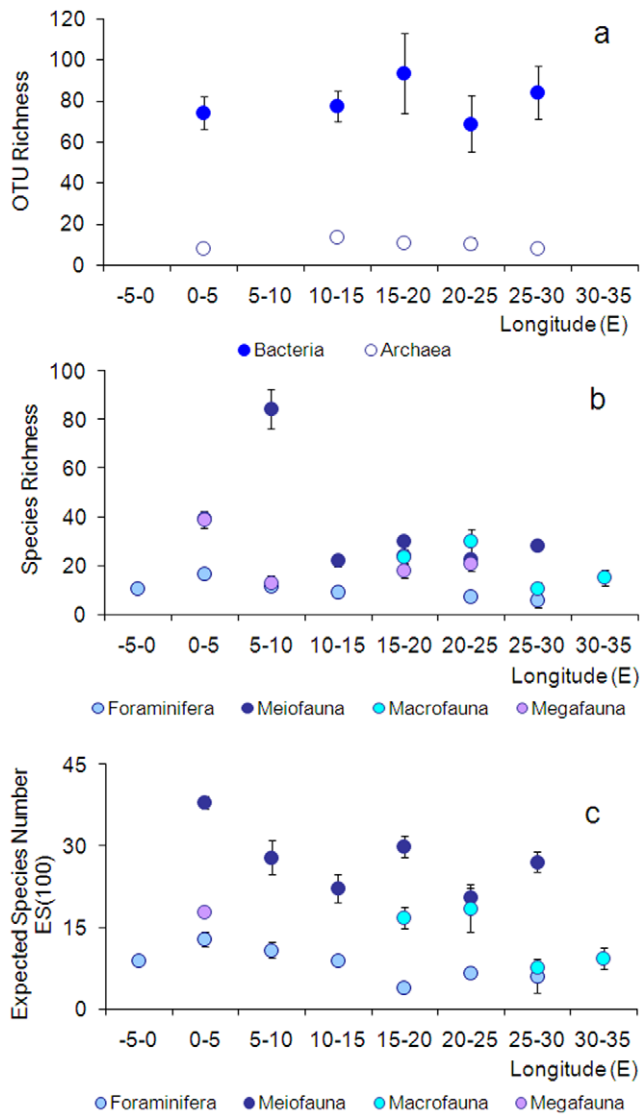 a
120
100
80
60
40
20
0
OTU Richness
-5-0 0-5 5-10 10-15 15-20 20-25 25-30 30-35
Longitude (E)
Bacteria Archaea
b
100
80
60
40
20
0
Species Richness
-5-0 0-5 5-10 10-15 15-20 20-25 25-30 30-35
Longitude (E)
Foraminifera Meiofauna Macrofauna Megafauna
c
45
30
15
0
Expected Species Number
ES(100)
-5-0 0-5 5-10 10-15 15-20 20-25 25-30 30-35
Longitude (E)
Foraminifera Meiofauna Macrofauna Megafauna